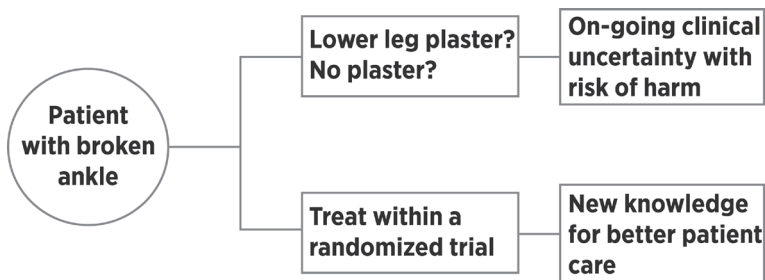 Patient
with broken
ankle
Lower leg plaster?
No plaster?
On-going clinical
uncertainty with
risk of harm
Treat within a
randomized trial
New knowledge
for better patient
care